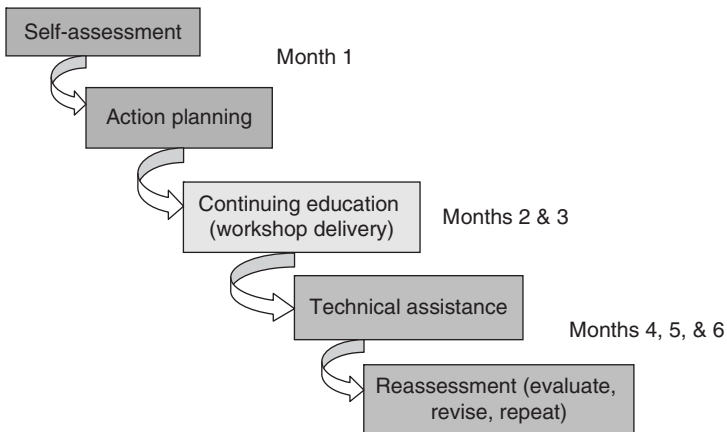 Self-assessment
Month 1
Action planning
Continuing education
(workshop delivery)
Months 2 & 3
Technical assistance
Months 4, 5, & 6
Reassessment (evaluate,
revise, repeat)